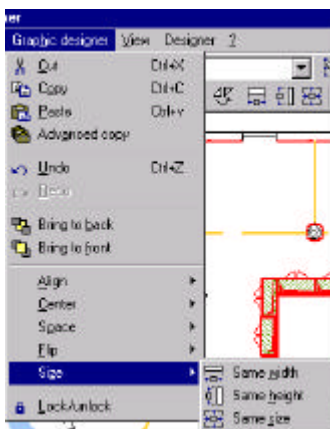 ner
Graphic designer View Designer ?
Cut Ctrl+X
Copy Ctrl+C
Paste Ctrl+v
Advanced copy
Undo Ctrl+Z
Bring to back
Bring to front
Align
Center
Space
Flip
Size
Same width
Same height
Lock/unlock
Same size